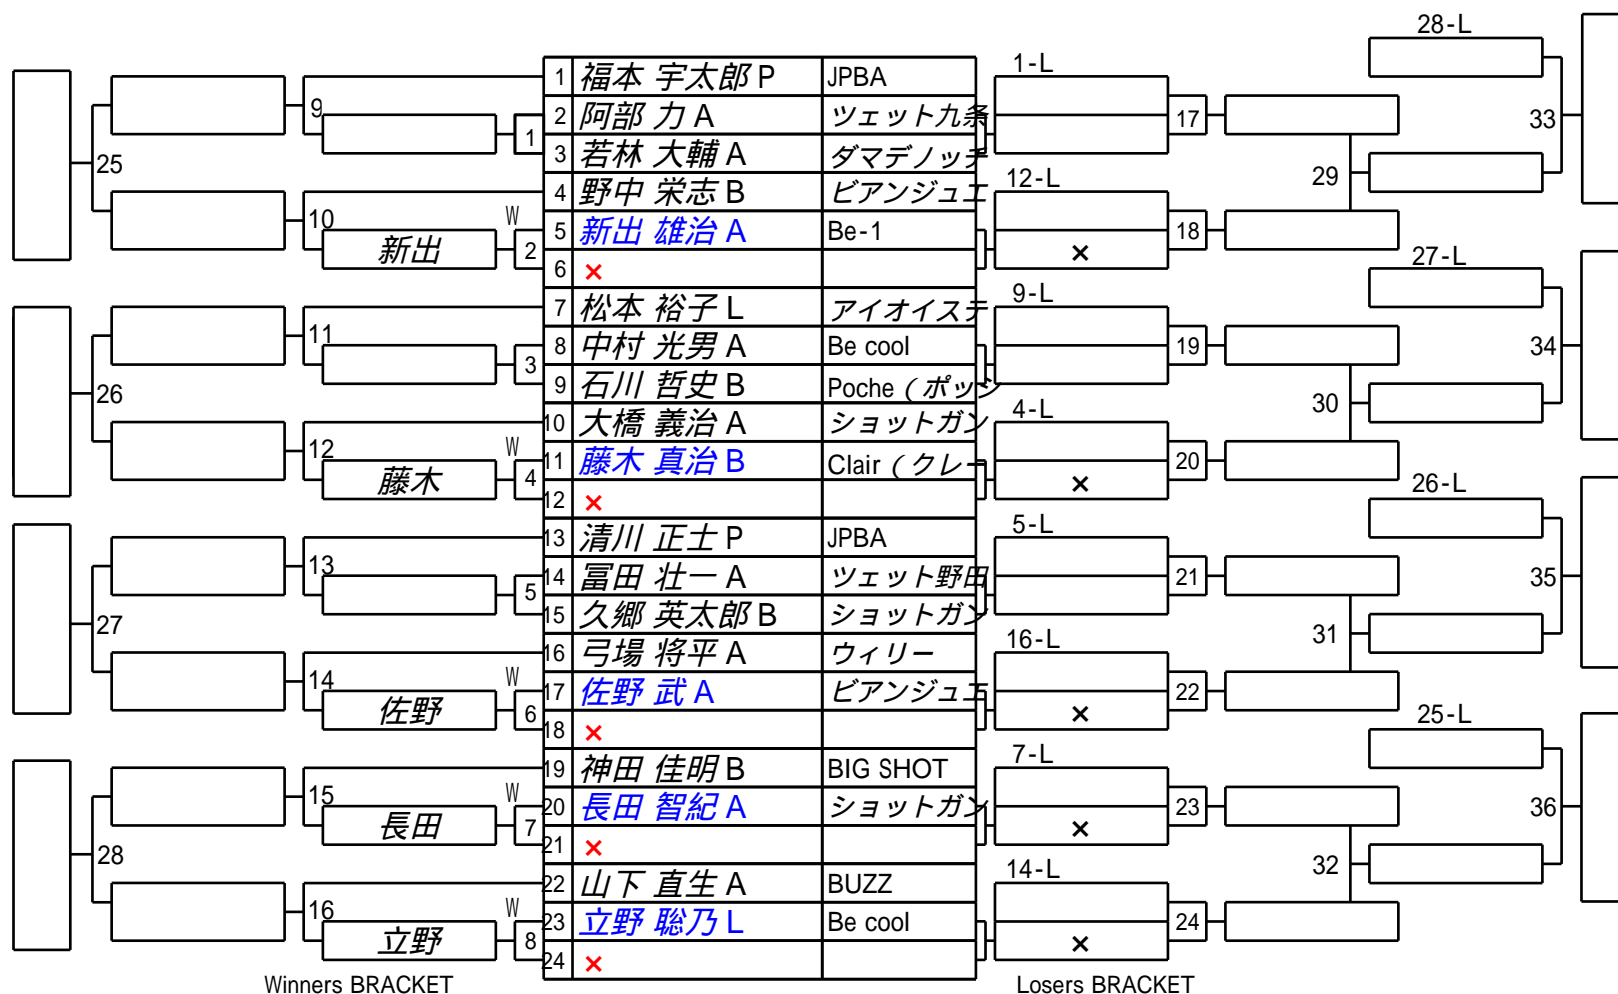 28-L
1 福本 宇太郎 P JPBA 1-L
9 2 阿部 力 A ツェット九条 17 33
1
3 若林 大輔 A ダマデノッチ
25 4 野中 栄志 B ビアンジュエ 12-L 29
10 W 5 新出 雄治 A Be-1 18
新出 2 ×
6 × 27-L
7 松本 裕子 L アイオイステ 9-L
11 8 中村 光男 A Be cool 19 34
3
9 石川 哲史 B Poche（ポッシ
26 10 大橋 義治 A ショットガン 4-L 30
12 W 11 藤木 真治 B Clair（クレー 20
藤木 4 ×
12 × 26-L
13 清川 正士 P JPBA 5-L
13 14 冨田 壮一 A ツェット野田 21 35
5
15 久郷 英太郎 B ショットガン
27 16 弓場 将平 A ウィリー 16-L 31
14 W 17 佐野 武 A ビアンジュエ 22
佐野 6 ×
18 × 25-L
19 神田 佳明 B BIG SHOT 7-L
15 W 20 長田 智紀 A ショットガン 23 36
長田 7 ×
21 ×
28 22 山下 直生 A BUZZ 14-L 32
16 W 23 立野 聡乃 L Be cool 24
立野 8 ×
24 ×
Winners BRACKET Losers BRACKET